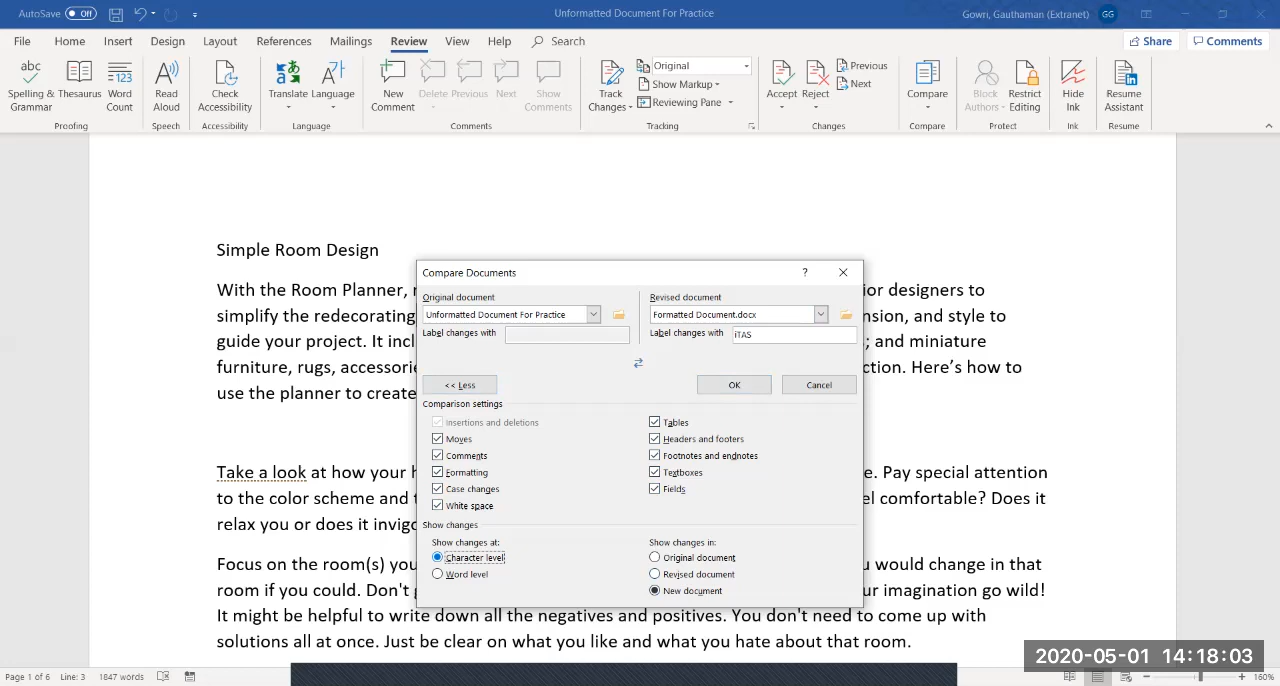 AutoSave Off Unformatted Document For Practice Gowri, Gauthaman (Extranet) GG
File Home Insert Design Layout References Mailings Review View Help Search Share Comments
abc Spelling & Grammar
Thesaurus
123 Word Count
Proofing
Read Aloud
Speech
Check Accessibility
Accessibility
Translate
Language
Language
New Comment
Delete
Previous
Next
Show Comments
Comments
Track Changes
Original
Show Markup
Reviewing Pane
Tracking
Accept
Reject
Previous
Next
Changes
Compare
Compare
Block Authors
Restrict Editing
Protect
Hide Ink
Ink
Resume Assistant
Resume
Simple Room Design
With the Room Planner, ior designers to
simplify the redecorating nsion, and style to
guide your project. It incl ; and miniature
furniture, rugs, accessorie ction. Here’s how to
use the planner to create
Take a look at how your h e. Pay special attention
to the color scheme and t el comfortable? Does it
relax you or does it invigo
Focus on the room(s) you u would change in that
room if you could. Don't g ur imagination go wild!
It might be helpful to write down all the negatives and positives. You don't need to come up with
solutions all at once. Just be clear on what you like and what you hate about that room.
Compare Documents ?
Original document
Unformatted Document For Practice
Label changes with
Revised document
Formatted Document.docx
Label changes with iTAS
<< Less OK Cancel
Comparison settings
Insertions and deletions
Moves
Comments
Formatting
Case changes
White space
Tables
Headers and footers
Footnotes and endnotes
Textboxes
Fields
Show changes
Show changes at:
Character level
Word level
Show changes in:
Original document
Revised document
New document
2020-05-01 14:18:03
Page 1 of 6 Line: 3 1847 words 160%